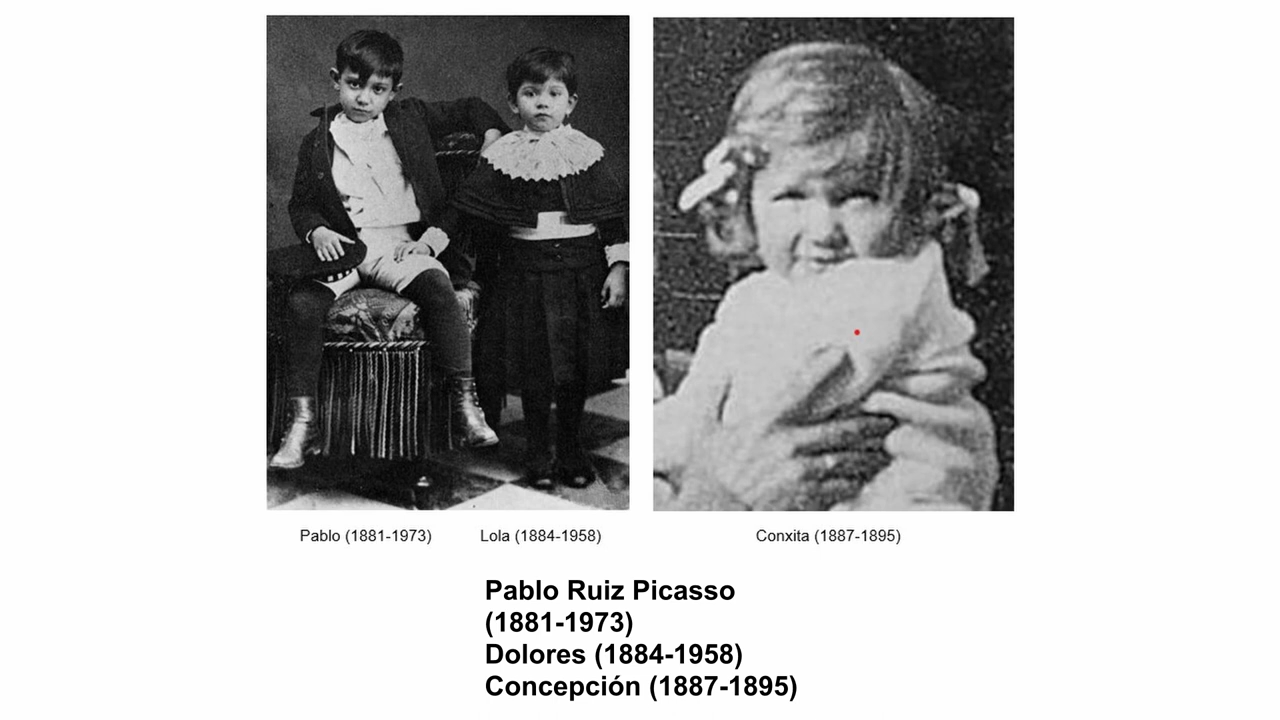 Pablo (1881-1973) Lola (1884-1958) Conxita (1887-1895)
Pablo Ruiz Picasso
(1881-1973)
Dolores (1884-1958)
Concepción (1887-1895)